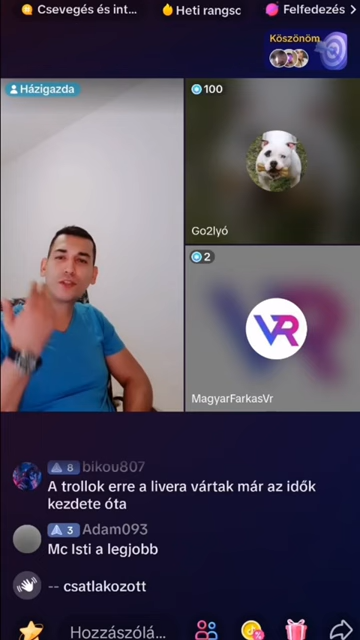 Csevegés és int...
Heti rangsc
Felfedezés
Köszönöm
Házigazda
100
Go2lyó
2
VR
MagyarFarkasVr
8 bikou807
A trollok erre a livera vártak már az idők
kezdete óta
3 Adam093
Mc Isti a legjobb
-- csatlakozott
Hozzászólá...